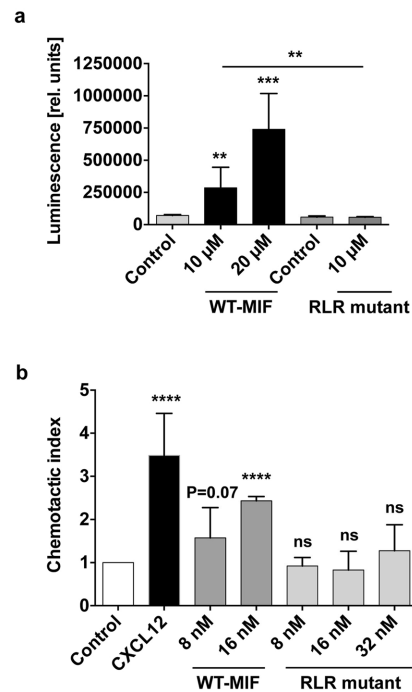 a
**
Luminescence [rel. units]
1250000
1000000
750000
500000
250000
0
**
***
Control
10 µM
20 µM
Control
10 µM
WT-MIF
RLR mutant
b
Chemotactic index
5
4
3
2
1
0
****
P=0.07
****
ns
ns
ns
Control
CXCL12
8 nM
16 nM
8 nM
16 nM
32 nM
WT-MIF
RLR mutant